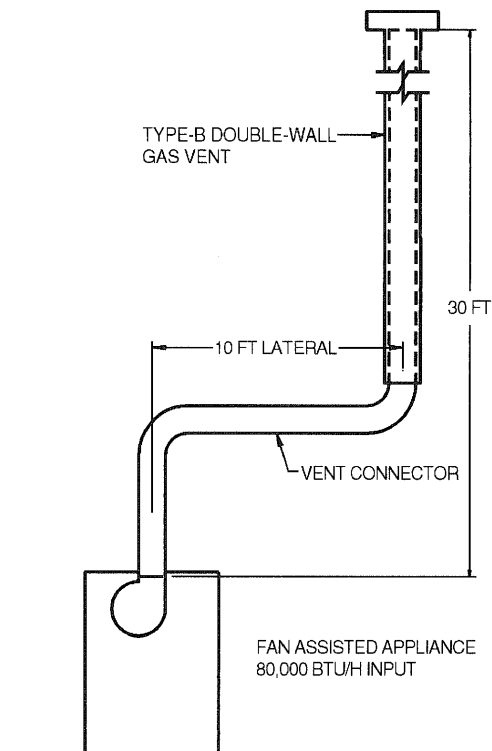 TYPE-B DOUBLE-WALL
GAS VENT
30 FT
10 FT LATERAL
VENT CONNECTOR
FAN ASSISTED APPLIANCE
80,000 BTU/H INPUT